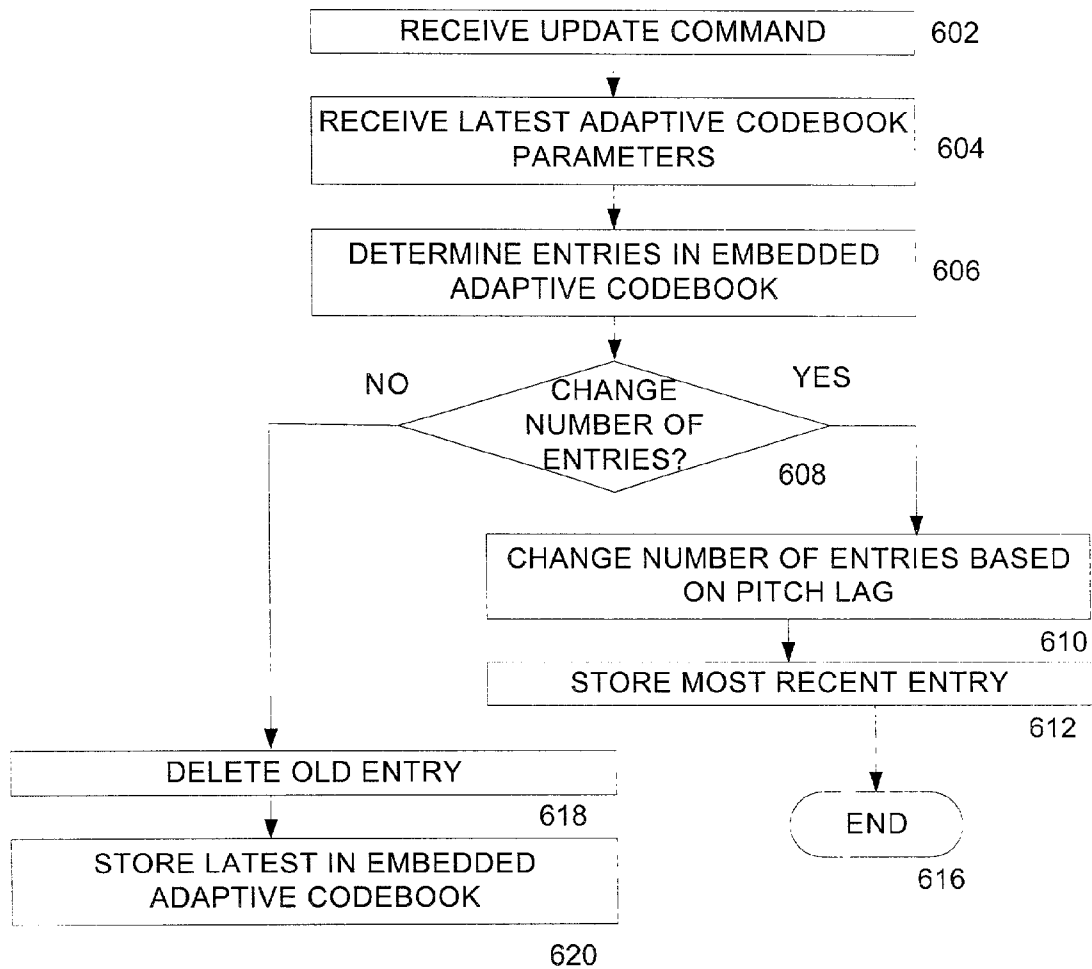 RECEIVE UPDATE COMMAND
602
RECEIVE LATEST ADAPTIVE CODEBOOK
PARAMETERS
604
DETERMINE ENTRIES IN EMBEDDED
ADAPTIVE CODEBOOK
606
NO
YES
CHANGE
NUMBER OF
ENTRIES?
608
CHANGE NUMBER OF ENTRIES BASED
ON PITCH LAG
610
STORE MOST RECENT ENTRY
612
DELETE OLD ENTRY
618
END
616
STORE LATEST IN EMBEDDED
ADAPTIVE CODEBOOK
620